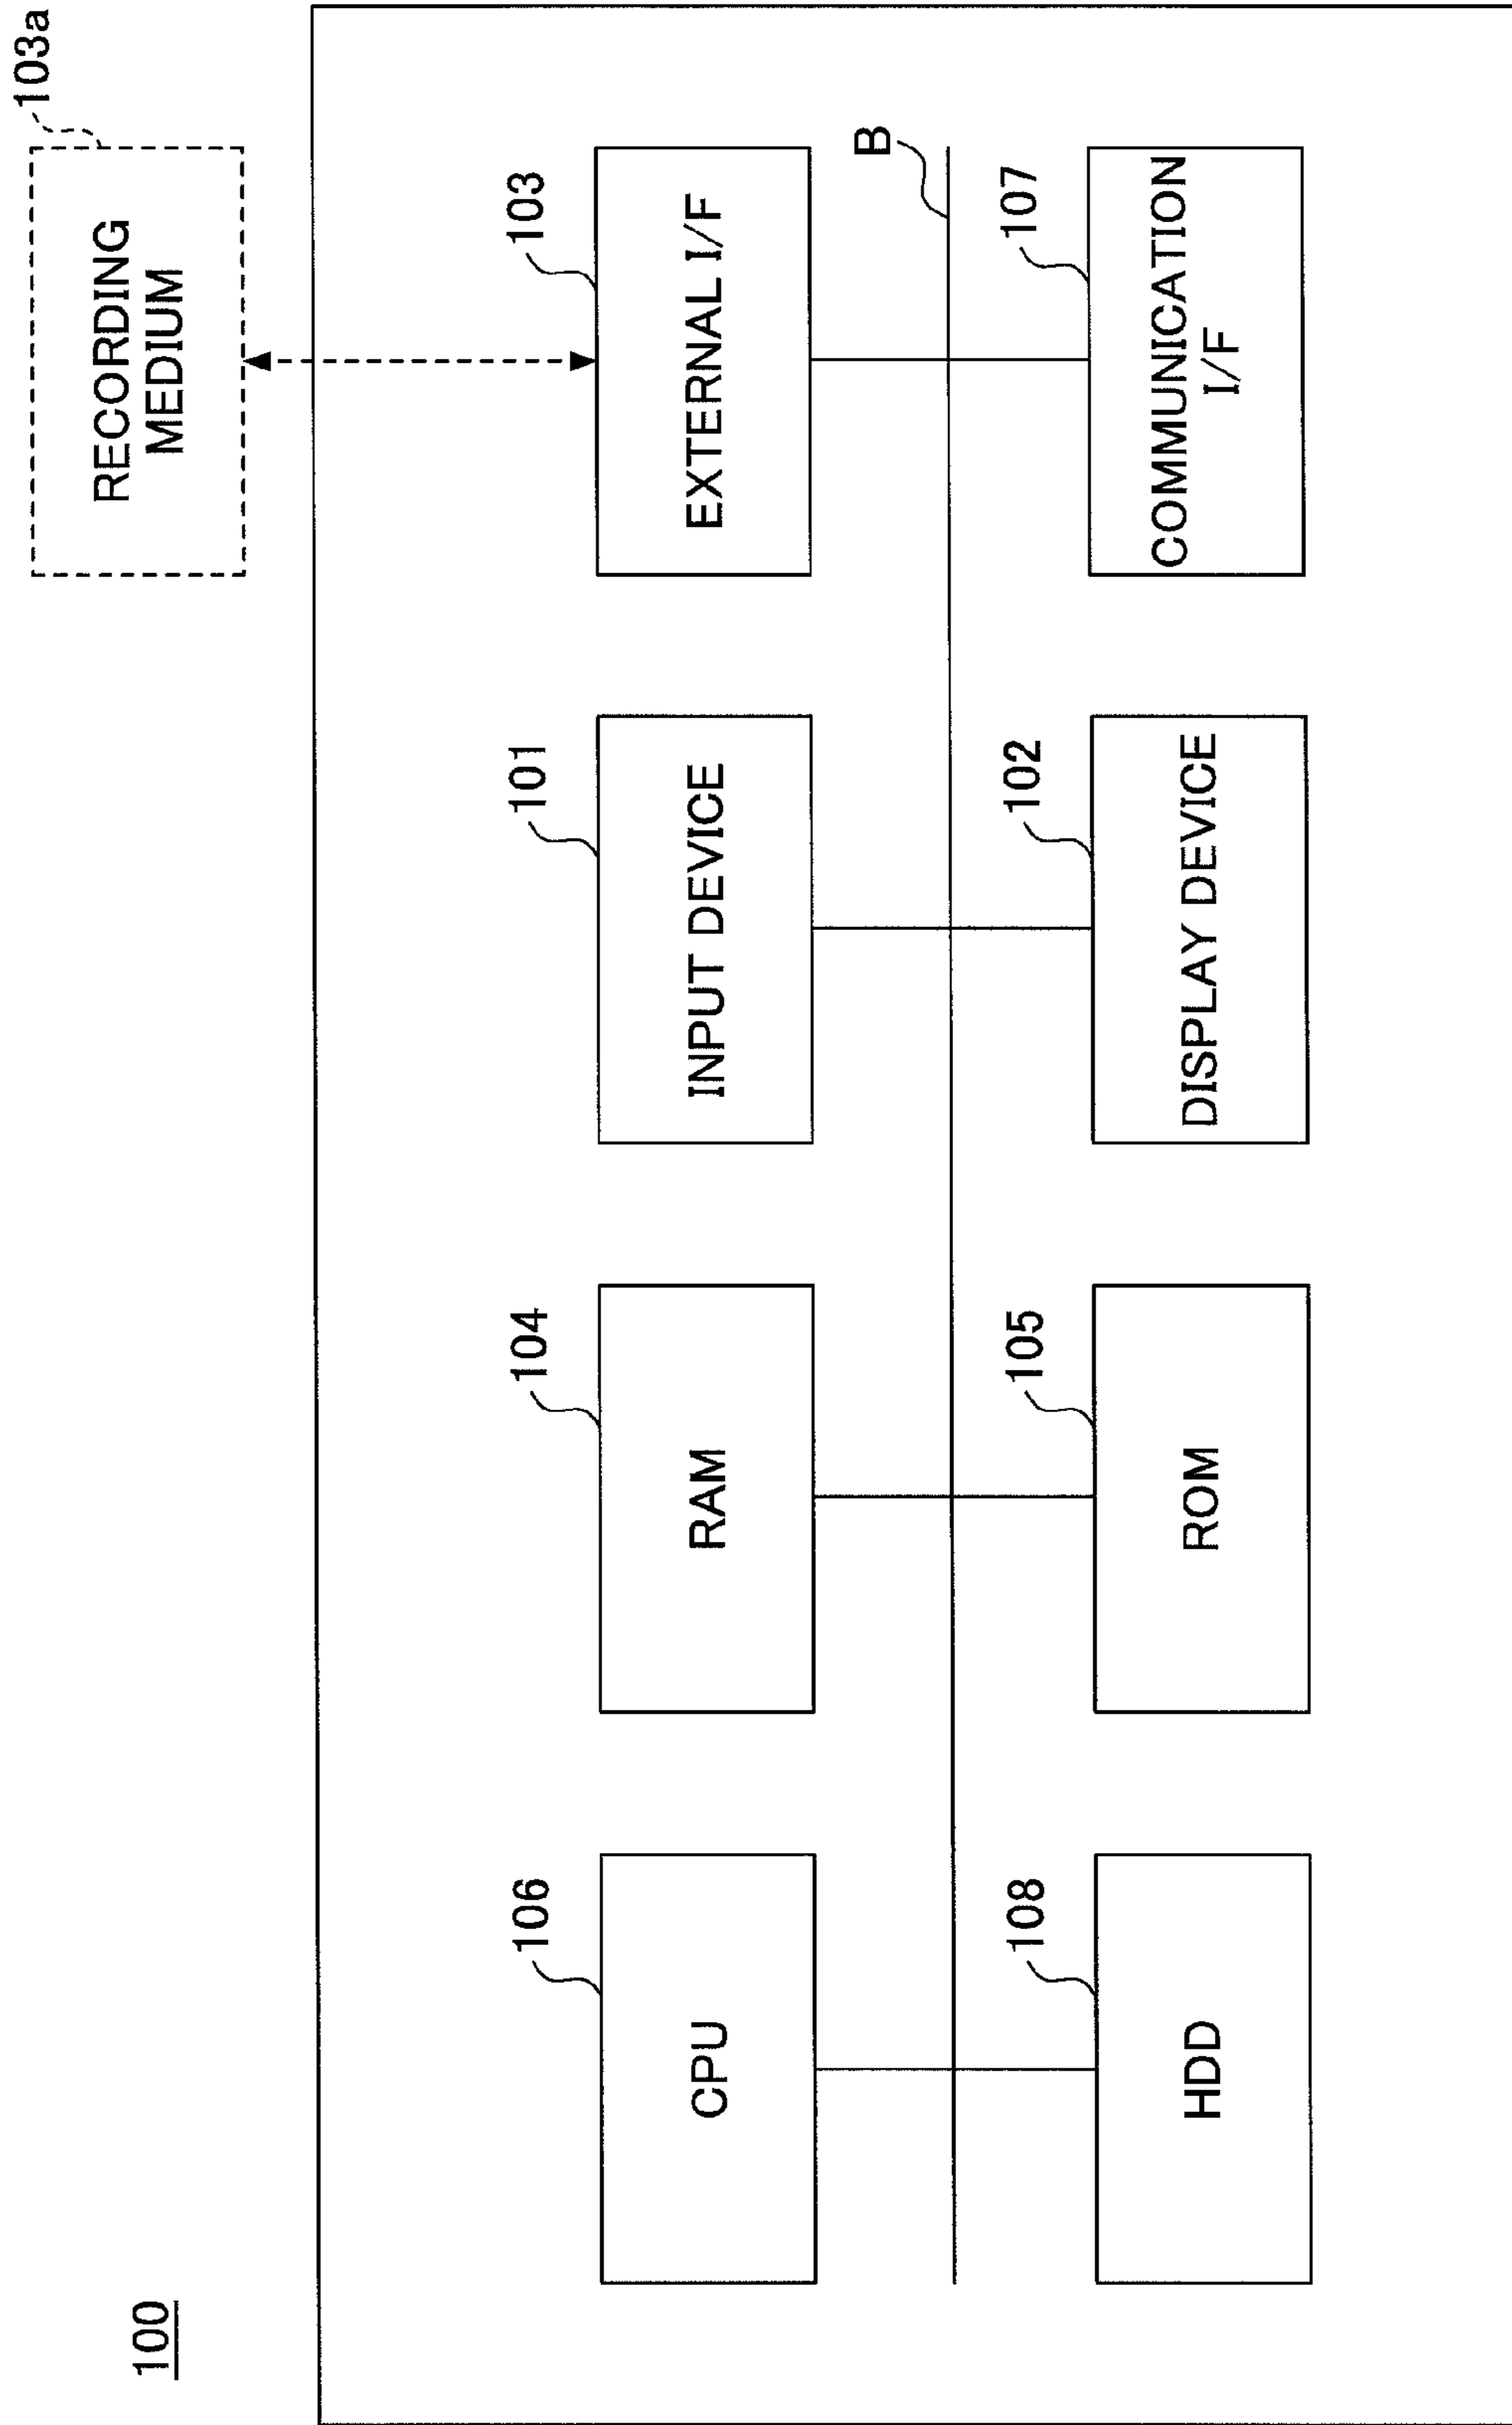 100
103a
RECORDING
MEDIUM
106
CPU
104
RAM
101
INPUT DEVICE
103
EXTERNAL I/F
B
108
HDD
105
ROM
102
DISPLAY DEVICE
107
COMMUNICATION
I/F